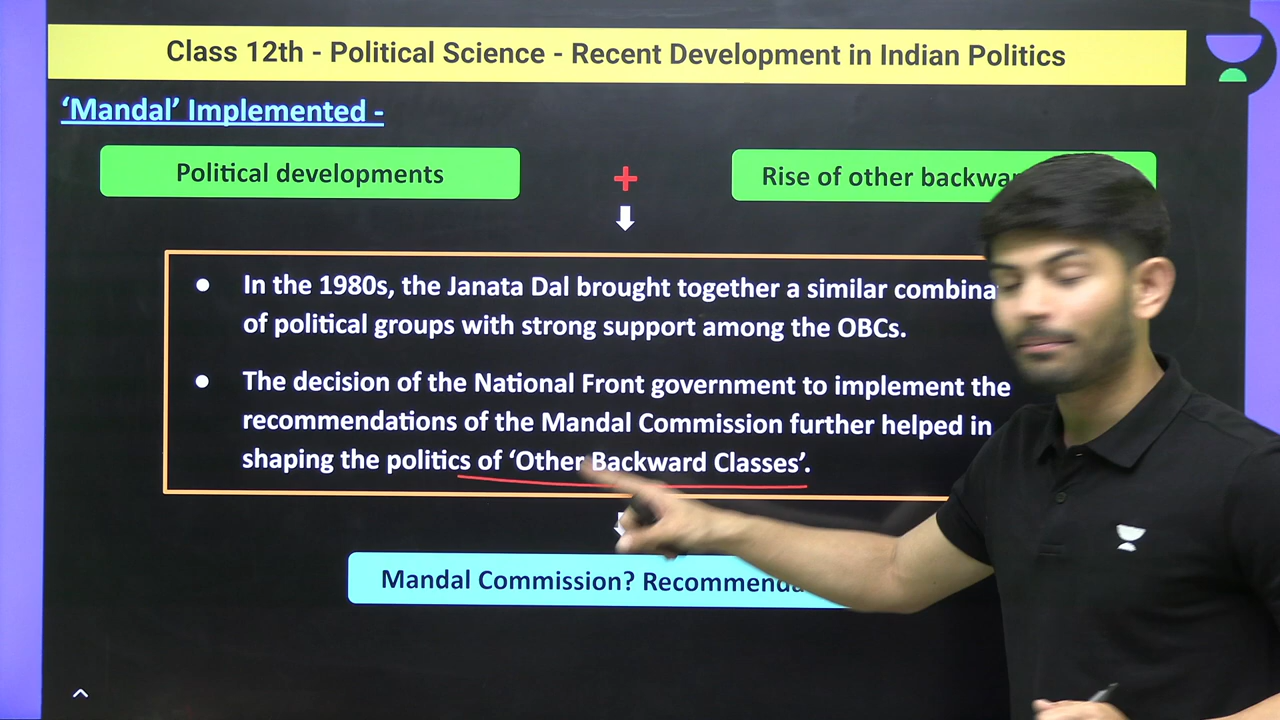 Class 12th - Political Science - Recent Development in Indian Politics
‘Mandal’ Implemented -
Political developments
+
Rise of other
● In the 1980s, the Janata Dal brought together a similar
of political groups with strong support among the OBCs.
● The decision of the National Front government to implement the
recommendations of the Mandal Commission further helped in
shaping the politics of ‘Other Backward Classes’.
Mandal Commission?